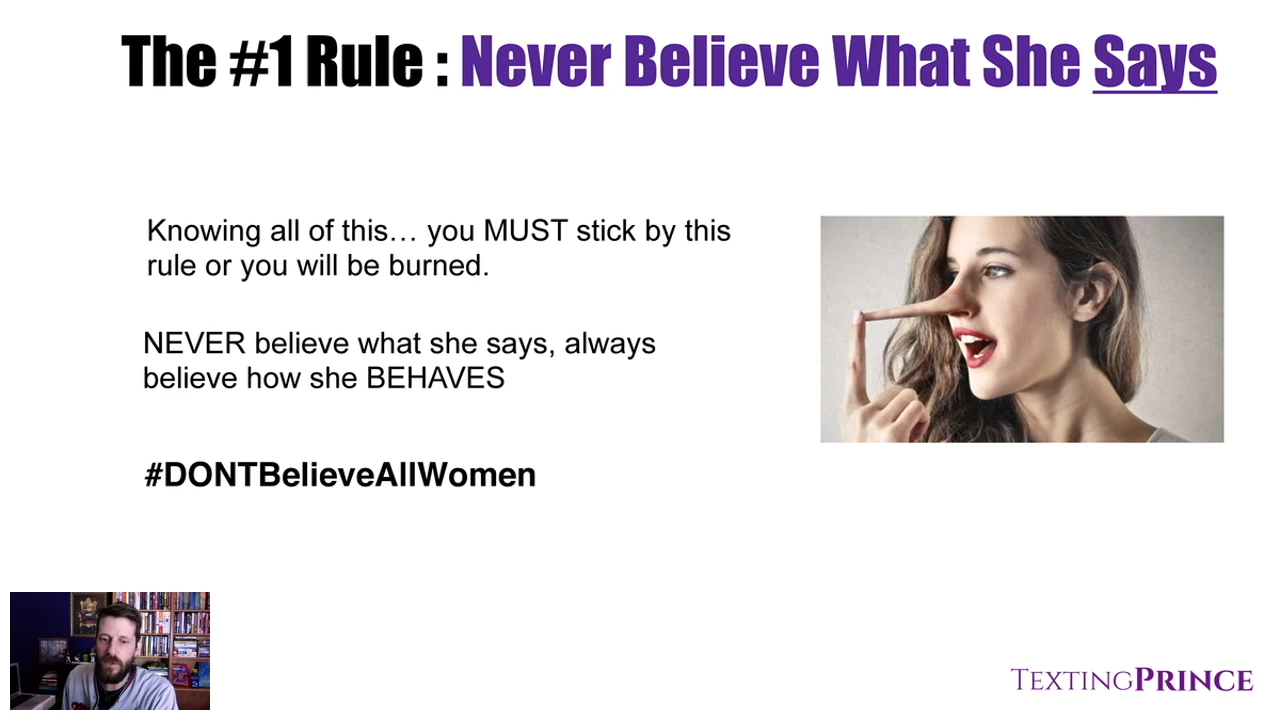 The #1 Rule : Never Believe What She Says
Knowing all of this… you MUST stick by this
rule or you will be burned.
NEVER believe what she says, always
believe how she BEHAVES
#DONTBelieveAllWomen
TEXTINGPRINCE